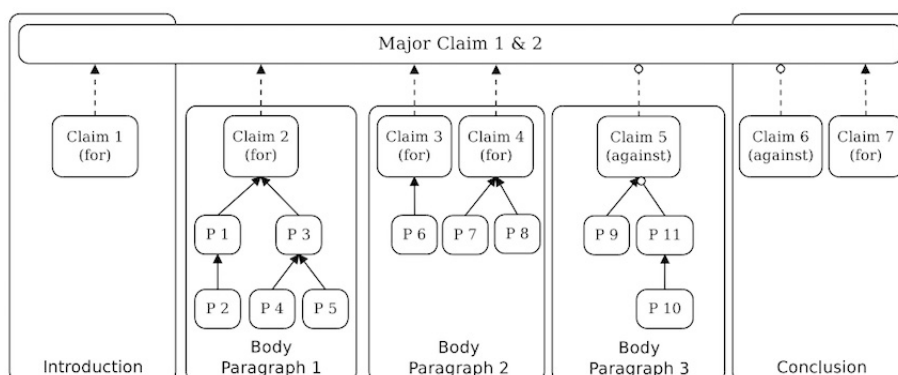 Major Claim 1 & 2
Claim 1
(for)
Claim 2
(for)
Claim 3
(for)
Claim 4
(for)
Claim 5
(against)
Claim 6
(against)
Claim 7
(for)
P 1
P 3
P 6
P 7
P 8
P 9
P 11
P 2
P 4
P 5
P 10
Introduction
Body
Paragraph 1
Body
Paragraph 2
Body
Paragraph 3
Conclusion